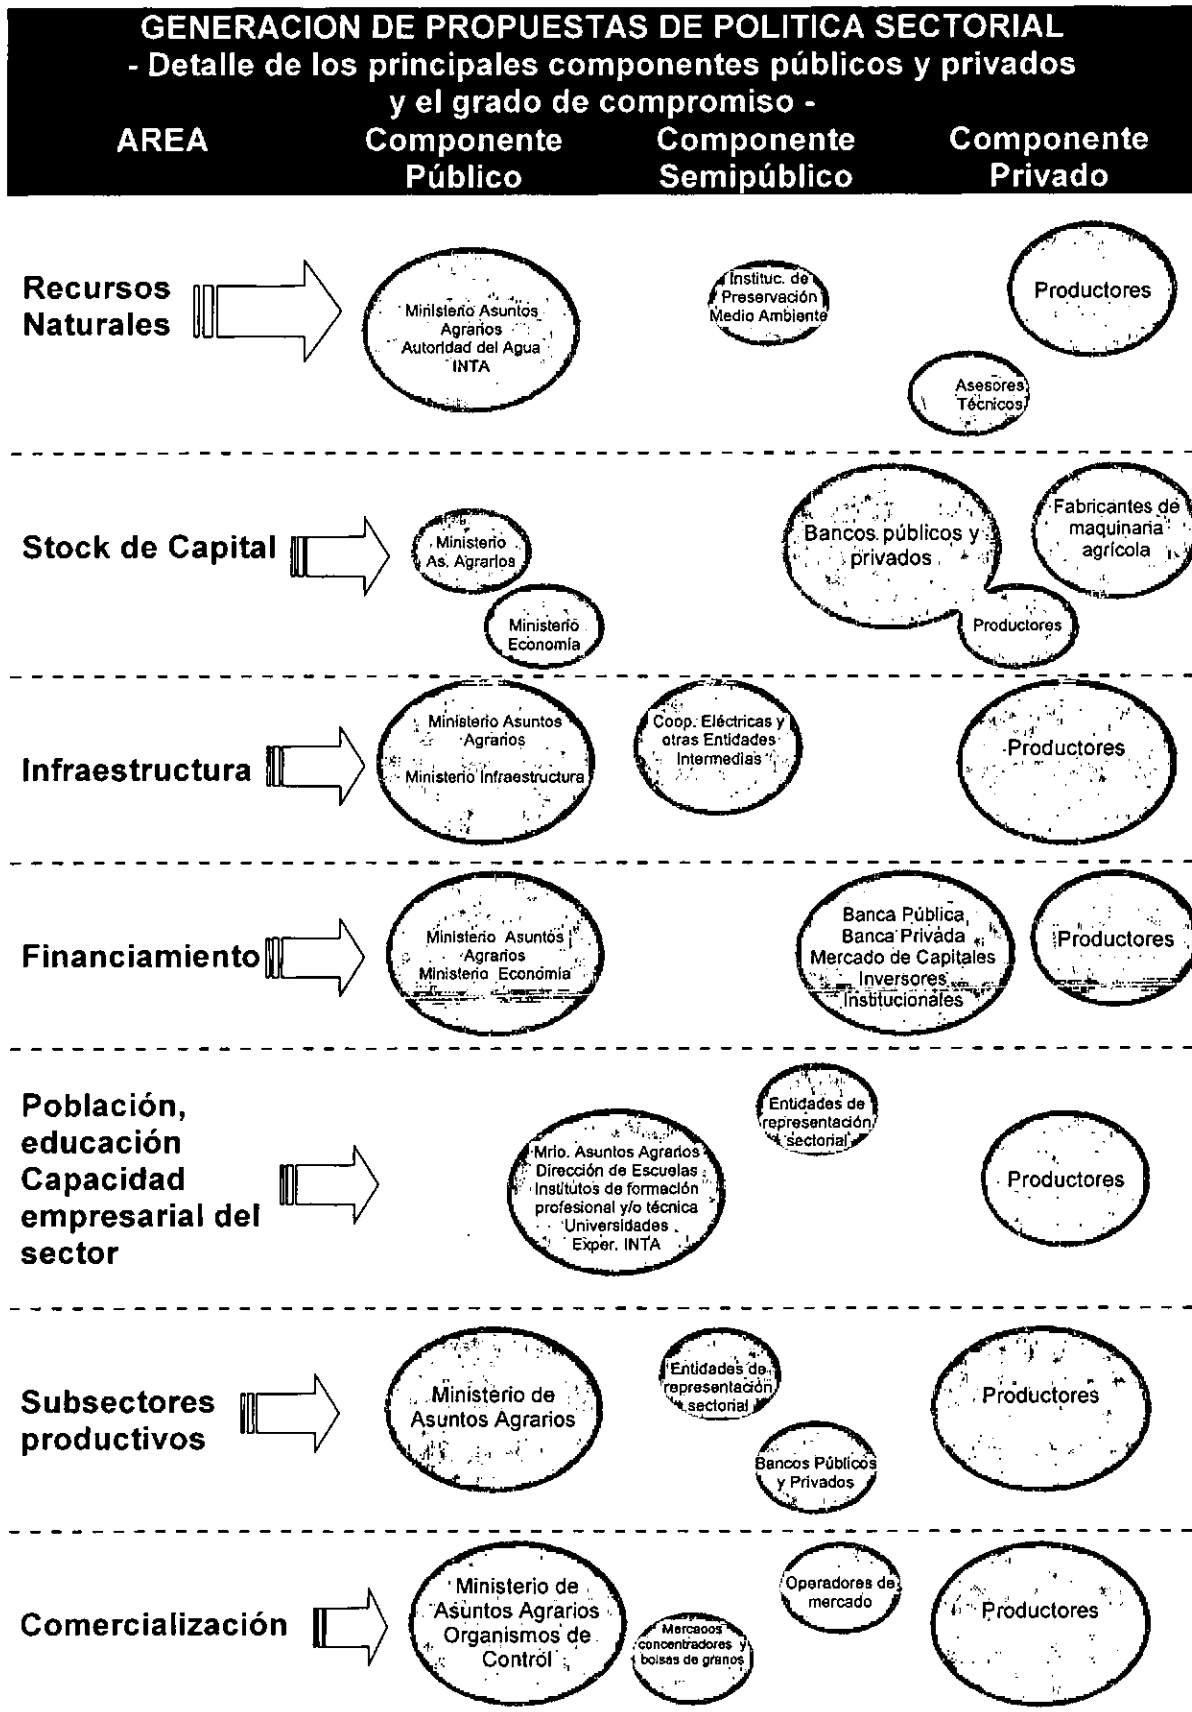 GENERACION DE PROPUESTAS DE POLITICA SECTORIAL
- Detalle de los principales componentes públicos y privados
y el grado de compromiso -
AREA
Componente
Público
Componente
Semipúblico
Componente
Privado
Recursos
Naturales
Ministerio Asuntos
Agrarios
Autoridad del Agua
INTA
Instituc. de
Preservación
Medio Ambiente
Productores
Asesores
Técnicos
Stock de Capital
Ministerio
As. Agrarios
Ministerio
Economía
Bancos públicos y
privados
Fabricantes de
maquinaria
agrícola
Productores
Infraestructura
Ministerio Asuntos
Agrarios
Ministerio Infraestructura
Coop. Eléctricas y
otras Entidades
Intermedias
Productores
Financiamiento
Ministerio Asuntos
Agrarios
Ministerio Economía
Banca Pública
Banca Privada
Mercado de Capitales
Inversores
Institucionales
Productores
Población,
educación
Capacidad
empresarial del
sector
Mrio. Asuntos Agrarios
Dirección de Escuelas
Institutos de formación
profesional y/o técnica
Universidades
Exper. INTA
Entidades de
representación
sectorial
Productores
Subsectores
productivos
Ministerio de
Asuntos Agrarios
Entidades de
representación
sectorial
Bancos Públicos
y Privados
Productores
Comercialización
Ministerio de
Asuntos Agrarios
Organismos de
Control
Mercados
concentradores y
bolsas de granos
Operadores de
mercado
Productores